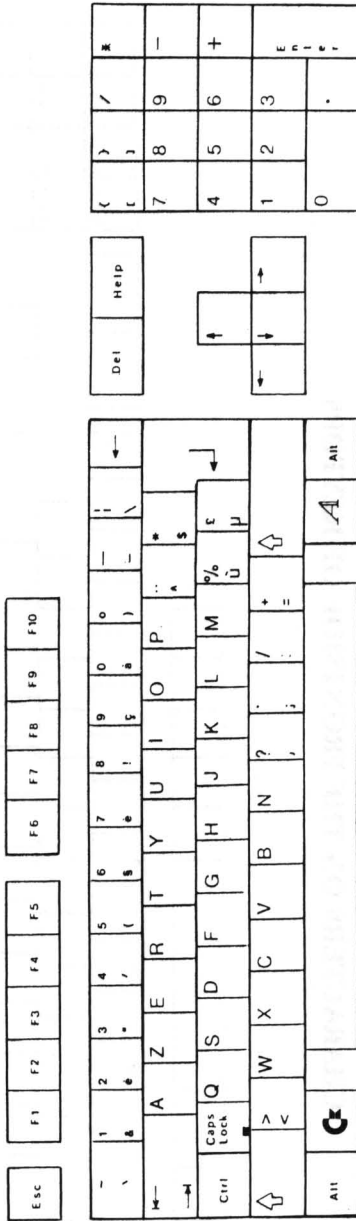 Esc F1 F2 F3 F4 F5 F6 F7 F8 F9 F10
~ 1 2 3 4 5 6 7 8 9 0 ° — ¦ ← Del Help { } / *
` & é " ' ( § è ! ç à ) - \ [ ]
A Z E R T Y U I O P ¨ * 7 8 9 —
^ $
Ctrl Caps Lock Q S D F G H J K L M % £ ↑ 4 5 6 +
ù µ
⇧ > W X C V B N ? . / + ⇧ ← ↓ → 1 2 3 Enter
< , ; : =
Alt A Alt 0 .